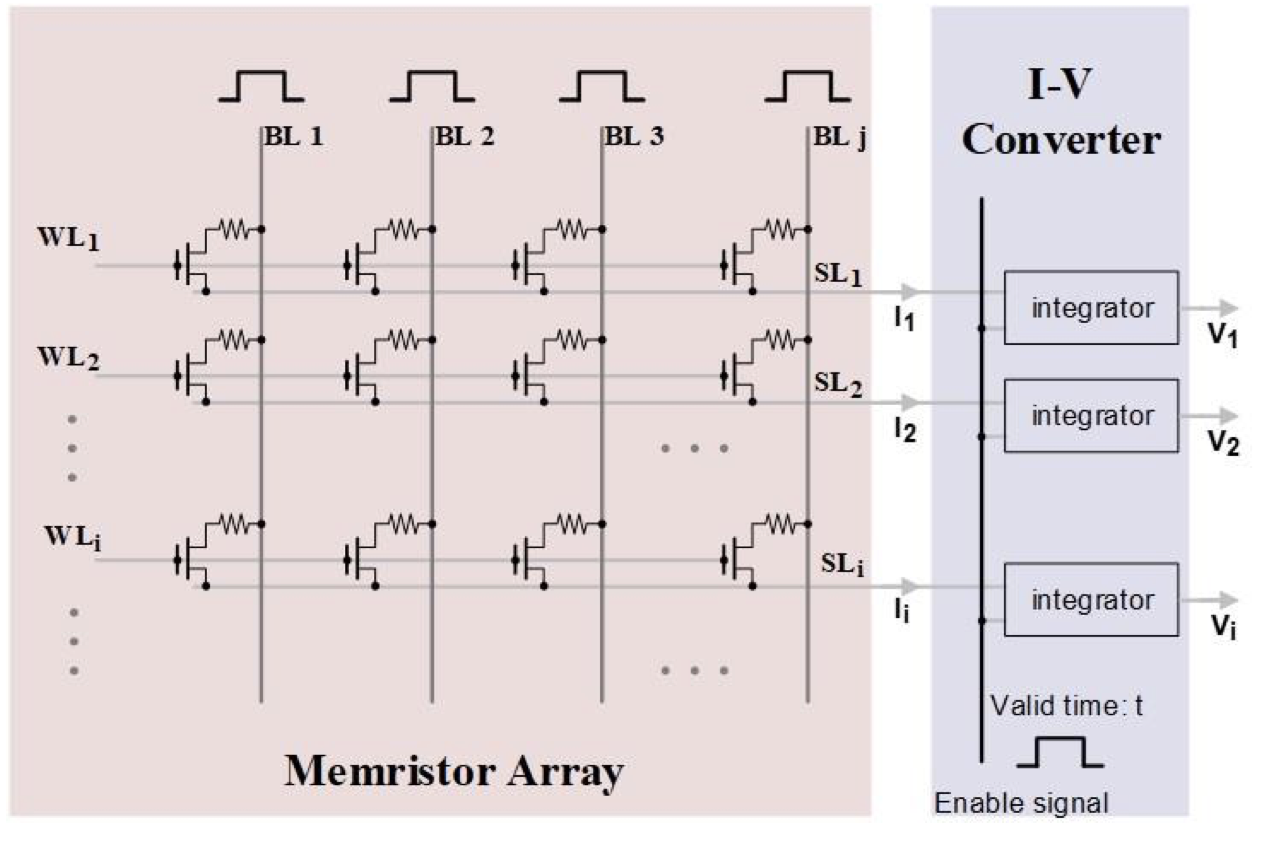 I-V
Converter
BL 1
BL 2
BL 3
BL j
WL1
SL1
I1
integrator
V1
WL2
SL2
I2
integrator
V2
WLi
SLi
Ii
integrator
Vi
Valid time: t
Memristor Array
Enable signal